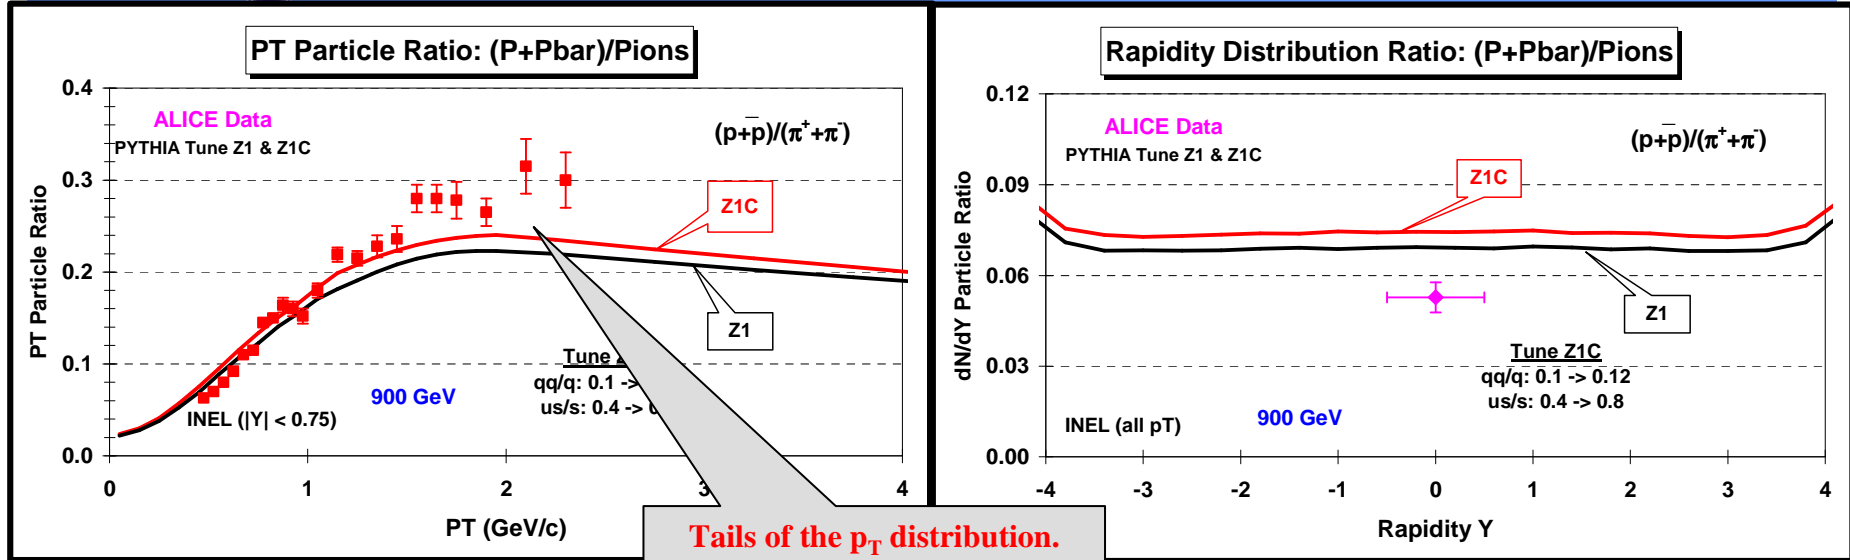 PT Particle Ratio: (P+Pbar)/Pions
0.4
0.3
0.2
0.1
0.0
PT Particle Ratio
ALICE Data
PYTHIA Tune Z1 & Z1C
(p+p̅)/(π⁺+π⁻)
Z1C
Z1
Tune
qq/q: 0.1 ->
us/s: 0.4 -> 0
900 GeV
INEL (|Y| < 0.75)
0 1 2 3 4
PT (GeV/c)
Tails of the pT distribution.
Rapidity Distribution Ratio: (P+Pbar)/Pions
0.12
0.09
0.06
0.03
0.00
dN/dY Particle Ratio
ALICE Data
PYTHIA Tune Z1 & Z1C
(p+p̅)/(π⁺+π⁻)
Z1C
Z1
Tune Z1C
qq/q: 0.1 -> 0.12
us/s: 0.4 -> 0.8
900 GeV
INEL (all pT)
-4 -3 -2 -1 0 1 2 3 4
Rapidity Y